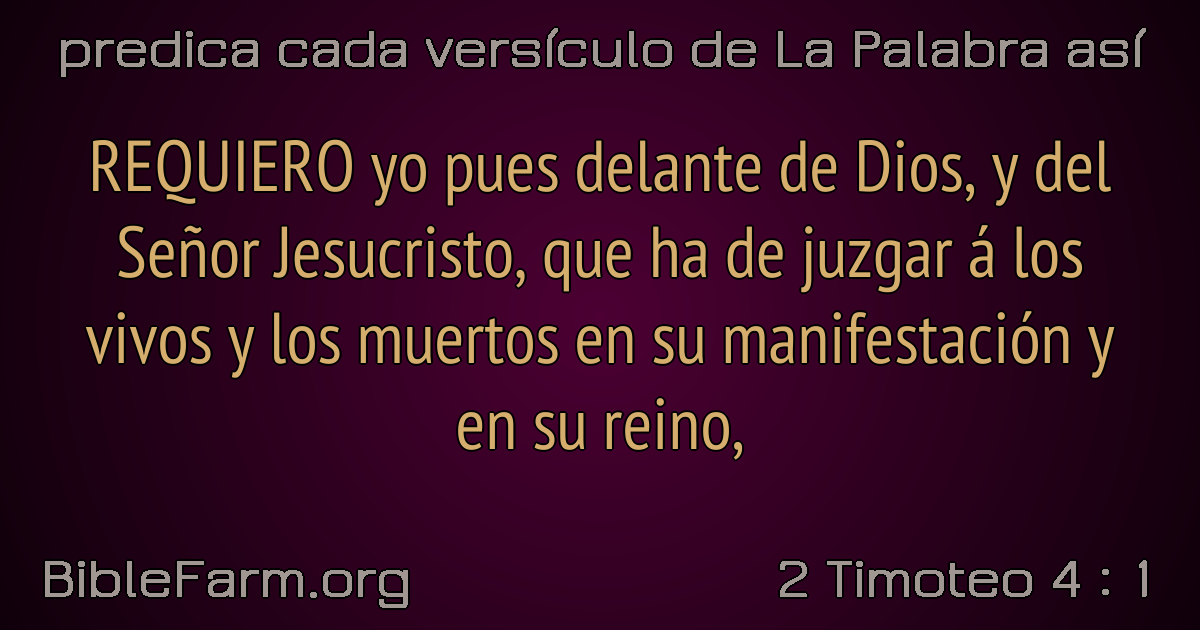 predica cada versículo de La Palabra así
REQUIERO yo pues delante de Dios, y del
Señor Jesucristo, que ha de juzgar á los
vivos y los muertos en su manifestación y
en su reino,
BibleFarm.org
2 Timoteo 4 : 1